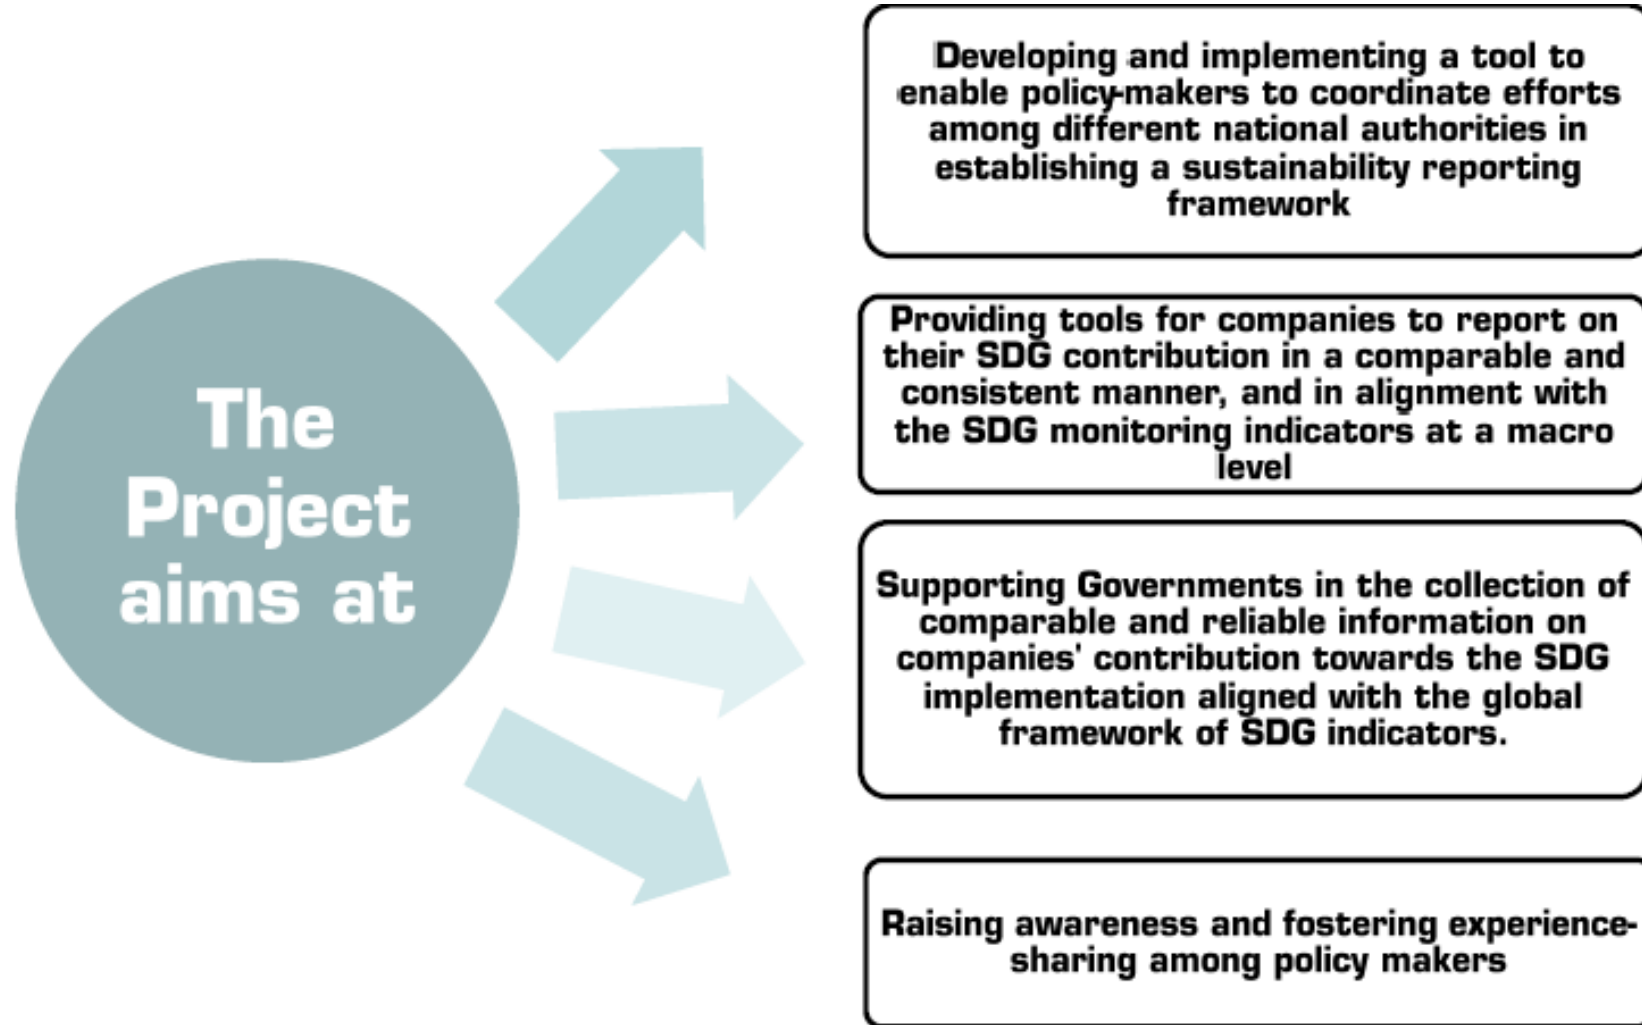 The
Project
aims at
Developing and implementing a tool to
enable policy-makers to coordinate efforts
among different national authorities in
establishing a sustainability reporting
framework
Providing tools for companies to report on
their SDG contribution in a comparable and
consistent manner, and in alignment with
the SDG monitoring indicators at a macro
level
Supporting Governments in the collection of
comparable and reliable information on
companies' contribution towards the SDG
implementation aligned with the global
framework of SDG indicators.
Raising awareness and fostering experience-
sharing among policy makers